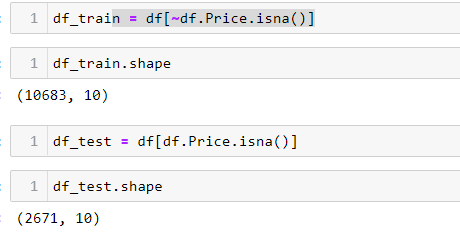 1 df_train = df[~df.Price.isna()]
1 df_train.shape
(10683, 10)
1 df_test = df[df.Price.isna()]
1 df_test.shape
(2671, 10)